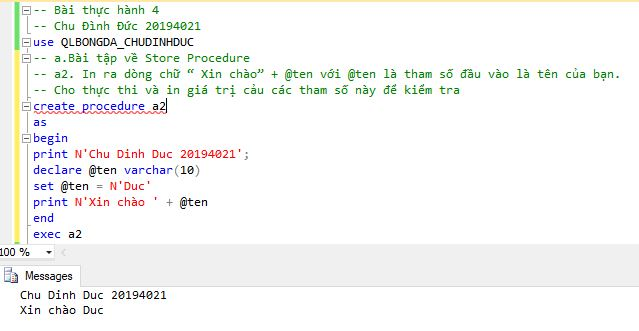 -- Bài thực hành 4
-- Chu Đình Đức 20194021
use QLBONGDA_CHUDINHDUC
-- a.Bài tập về Store Procedure
-- a2. In ra dòng chữ “ Xin chào” + @ten với @ten là tham số đầu vào là tên của bạn.
-- Cho thực thi và in giá trị cảu các tham số này để kiểm tra
create procedure a2
as
begin
print N'Chu Dinh Duc 20194021';
declare @ten varchar(10)
set @ten = N'Duc'
print N'Xin chào ' + @ten
end
exec a2
100 %
Messages
Chu Dinh Duc 20194021
Xin chào Duc